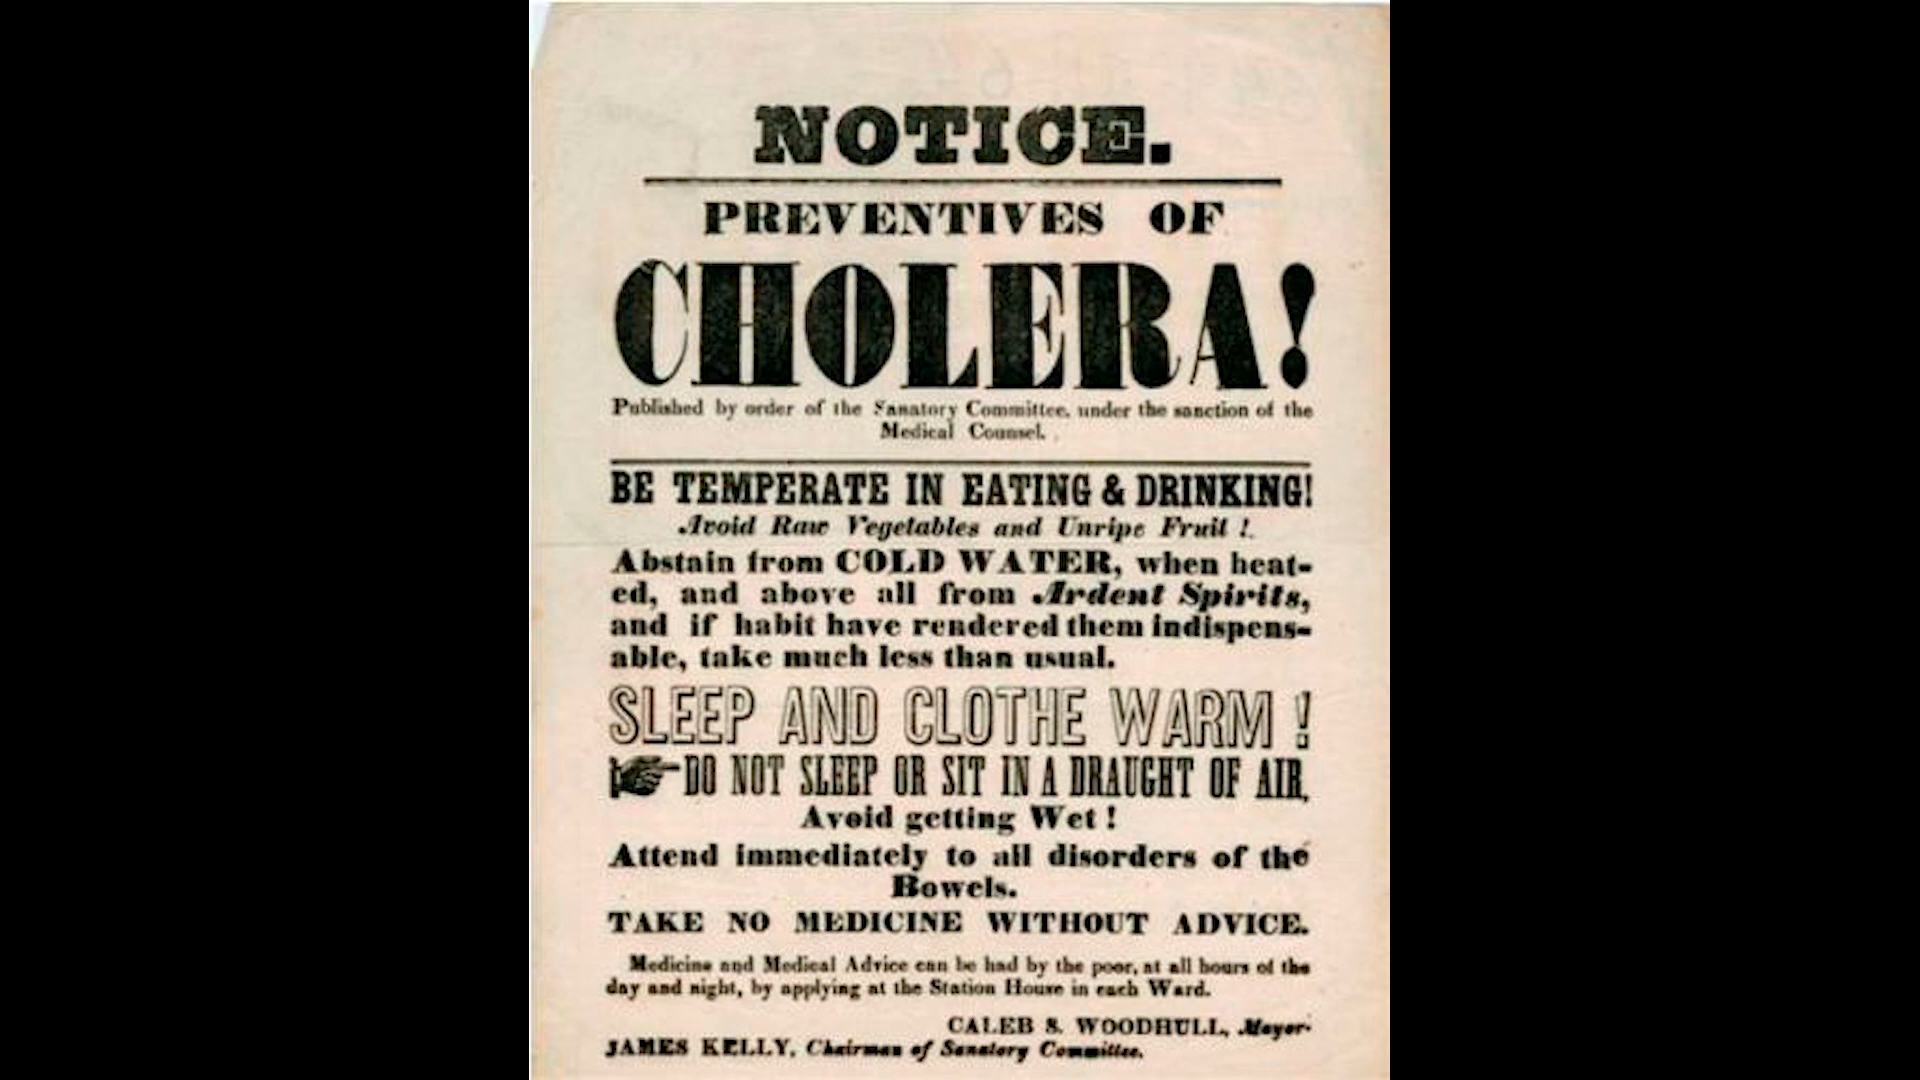 NOTICE.
PREVENTIVES OF
CHOLERA!
Published by order of the Sanatory Committee, under the sanction of the
Medical Counsel.
BE TEMPERATE IN EATING & DRINKING!
Avoid Raw Vegetables and Unripe Fruit !
Abstain from COLD WATER, when heat-
ed, and above all from Ardent Spirits,
and if habit have rendered them indispens-
able, take much less than usual.
SLEEP AND CLOTHE WARM !
DO NOT SLEEP OR SIT IN A DRAUGHT OF AIR,
Avoid getting Wet !
Attend immediately to all disorders of the
Bowels.
TAKE NO MEDICINE WITHOUT ADVICE.
Medicine and Medical Advice can be had by the poor, at all hours of the
day and night, by applying at the Station House in each Ward.
CALEB S. WOODHULL, Mayor.
JAMES KELLY, Chairman of Sanatory Committee.